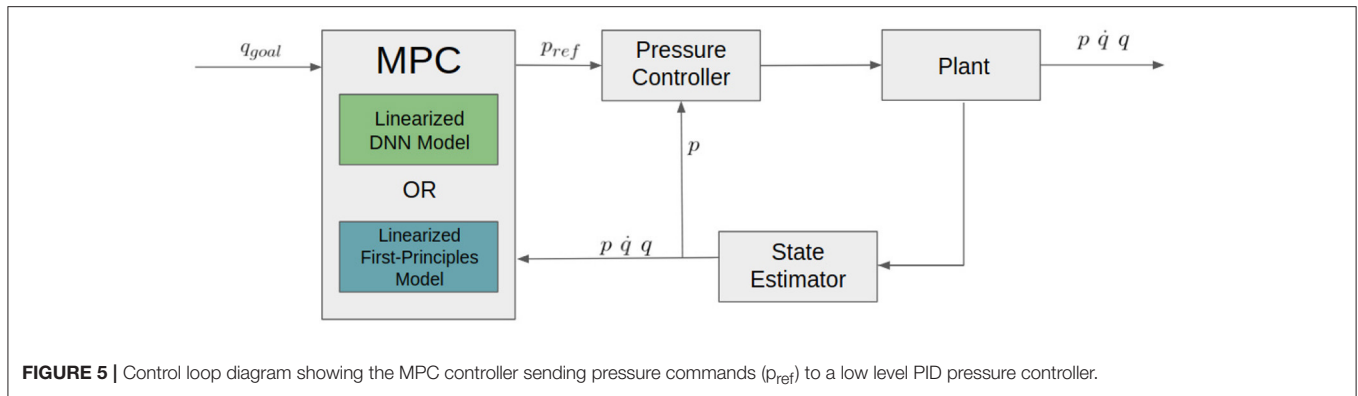 q_goal
MPC
Linearized
DNN Model
OR
Linearized
First-Principles
Model
p_ref
Pressure
Controller
Plant
p q̇ q
p
p q̇ q
State
Estimator
FIGURE 5 | Control loop diagram showing the MPC controller sending pressure commands (p_ref) to a low level PID pressure controller.